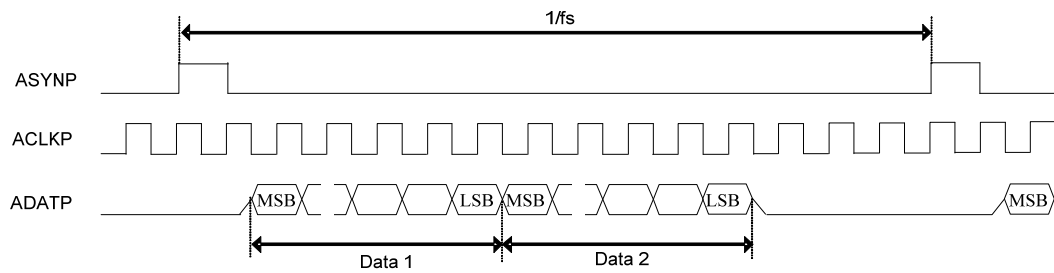 1/fs
ASYNP
ACLKP
ADATP
MSB LSB MSB LSB MSB
Data 1 Data 2